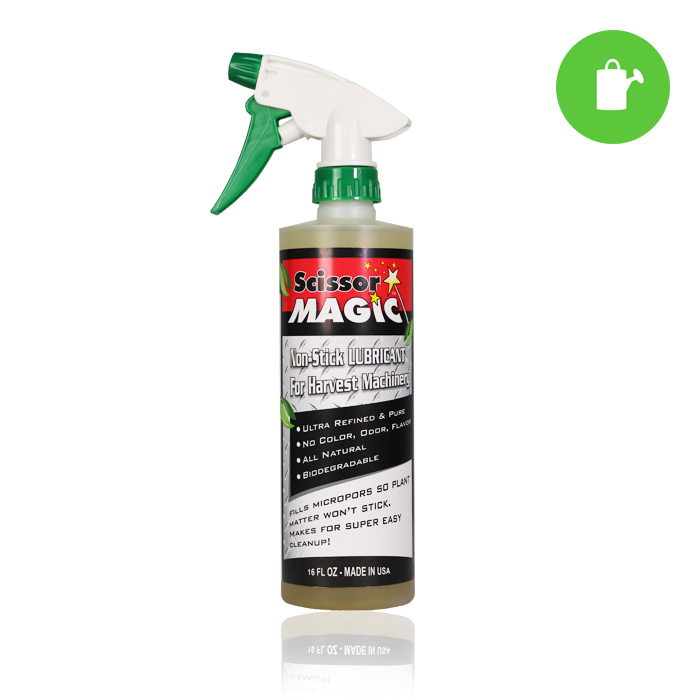 Scissor
MAGIC
Non-Stick LUBRICANT
For Harvest Machinery
• ULTRA REFINED & PURE
• NO COLOR, ODOR, FLAVOR
• ALL NATURAL
• BIODEGRADABLE
FILLS MICROPORS SO PLANT
MATTER WON'T STICK.
MAKES FOR SUPER EASY
CLEANUP!
16 FL OZ - MADE IN USA